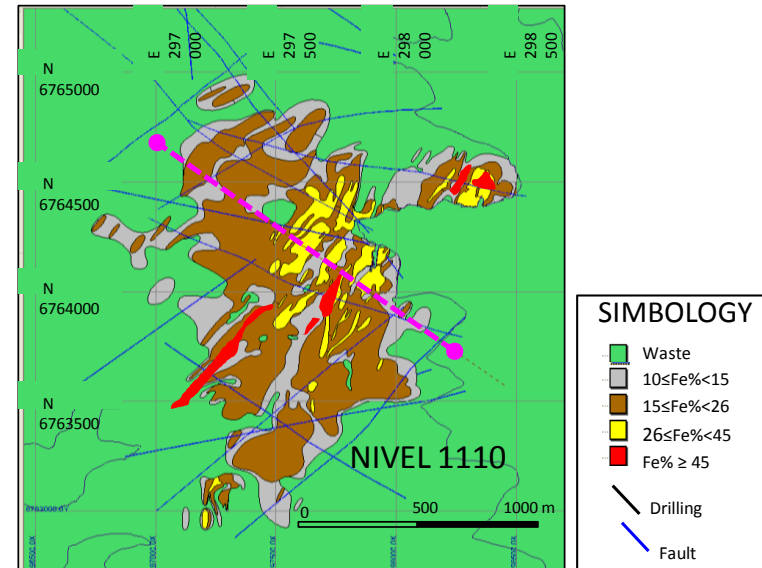 E 297 000
E 297 500
E 298 000
E 298 500
N
6765000
N
6764500
N
6764000
N
6763500
NIVEL 1110
0 500 1000 m
SIMBOLOGY
Waste
10≤Fe%<15
15≤Fe%<26
26≤Fe%<45
Fe% ≥ 45
Drilling
Fault